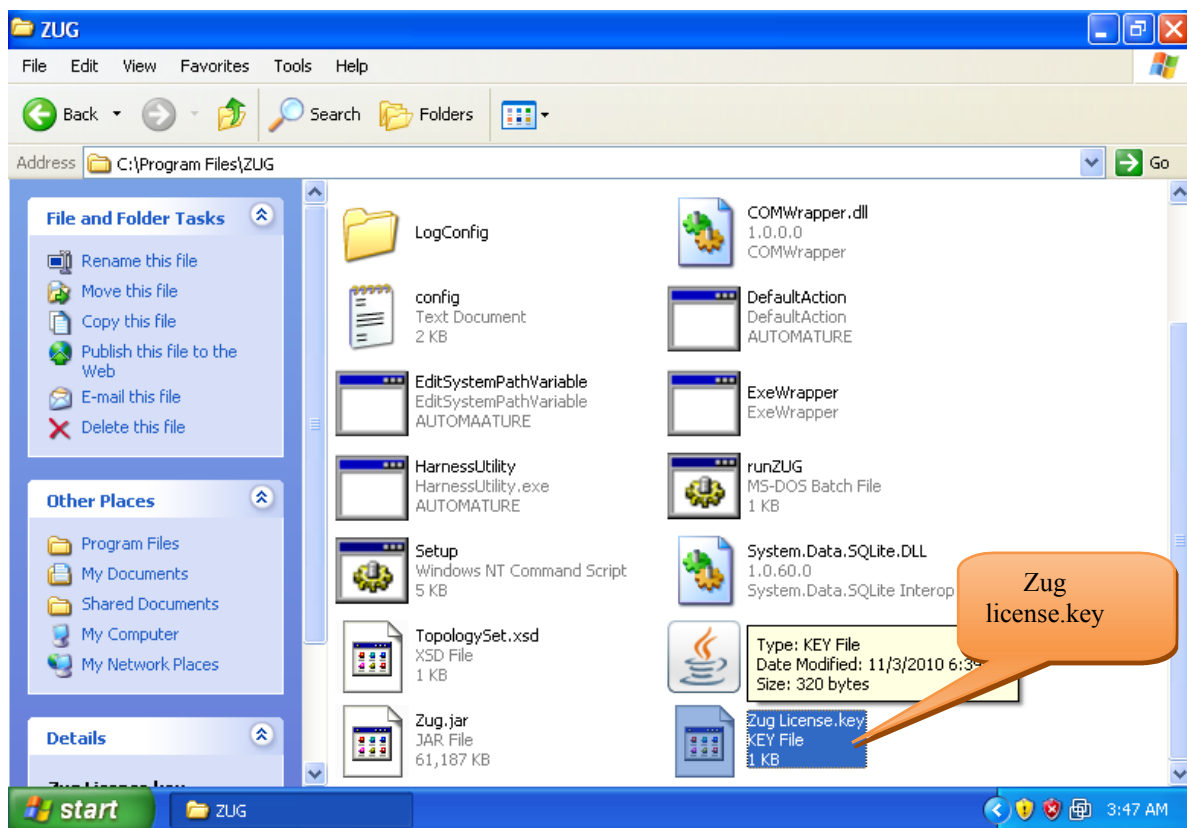 ZUG
File Edit View Favorites Tools Help
Back Search Folders
Address C:\Program Files\ZUG Go
File and Folder Tasks
Rename this file
Move this file
Copy this file
Publish this file to the
Web
E-mail this file
Delete this file
Other Places
Program Files
My Documents
Shared Documents
My Computer
My Network Places
Details
LogConfig
COMWrapper.dll
1.0.0.0
COMWrapper
config
Text Document
2 KB
DefaultAction
DefaultAction
AUTOMATURE
EditSystemPathVariable
EditSystemPathVariable
AUTOMAATURE
ExeWrapper
ExeWrapper
HarnessUtility
HarnessUtility.exe
AUTOMATURE
runZUG
MS-DOS Batch File
1 KB
Setup
Windows NT Command Script
5 KB
System.Data.SQLite.DLL
1.0.60.0
System.Data.SQLite Interop
TopologySet.xsd
XSD File
1 KB
Type: KEY File
Date Modified: 11/3/2010
Size: 320 bytes
Zug.jar
JAR File
61,187 KB
Zug License.key
KEY File
1 KB
Zug
license.key
start ZUG 3:47 AM